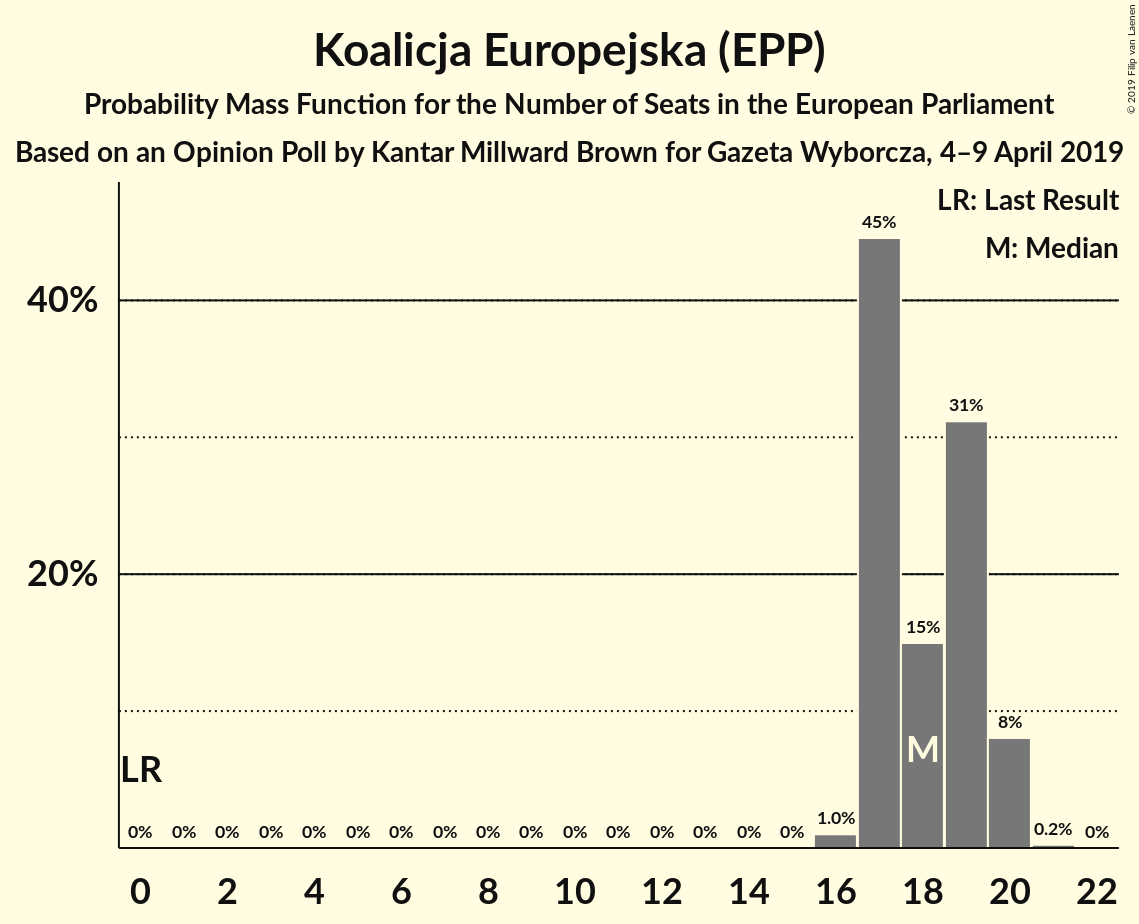 Koalicja Europejska (EPP)
Probability Mass Function for the Number of Seats in the European Parliament
Based on an Opinion Poll by Kantar Millward Brown for Gazeta Wyborcza, 4–9 April 2019
© 2019 Filip van Laenen
LR: Last Result
M: Median
45%
40%
31%
20%
15%
8%
M
LR
1.0%
0.2%
0% 0% 0% 0% 0% 0% 0% 0% 0% 0% 0% 0% 0% 0% 0% 0% 0%
0 2 4 6 8 10 12 14 16 18 20 22